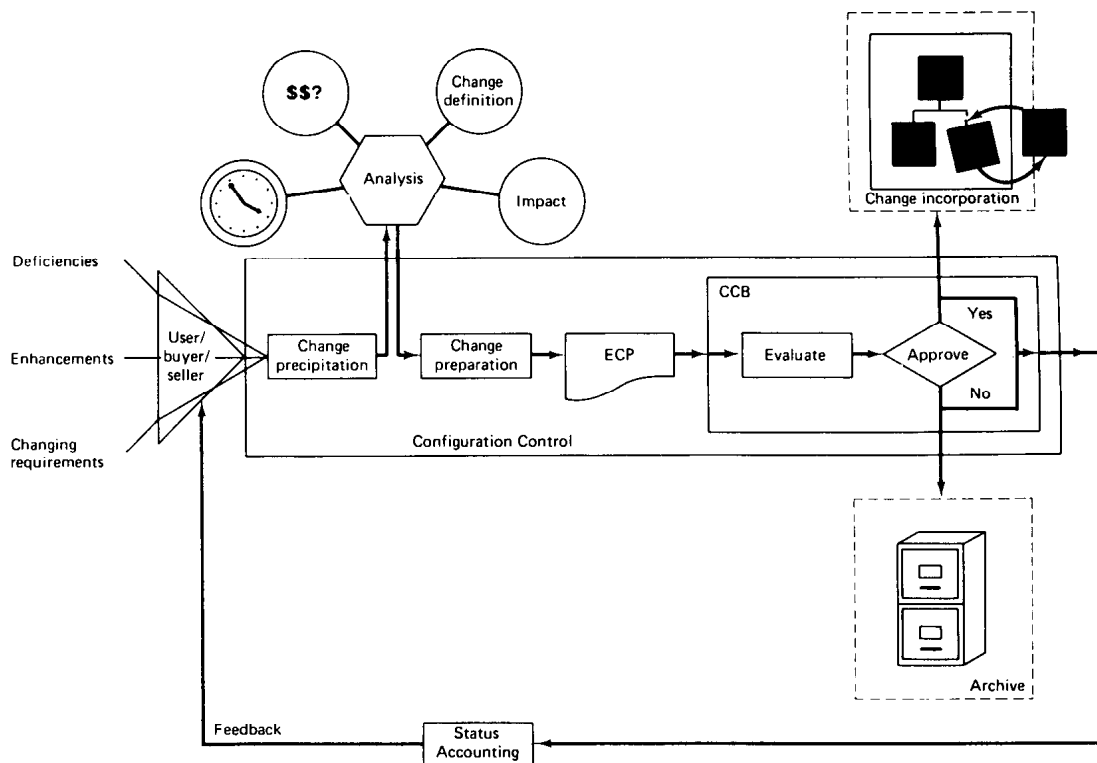 $$?
Change
definition
Analysis
Impact
Change incorporation
Deficiencies
Enhancements
Changing
requirements
User/
buyer/
seller
Change
precipitation
Change
preparation
ECP
CCB
Evaluate
Approve
Yes
No
Configuration Control
Archive
Feedback
Status
Accounting